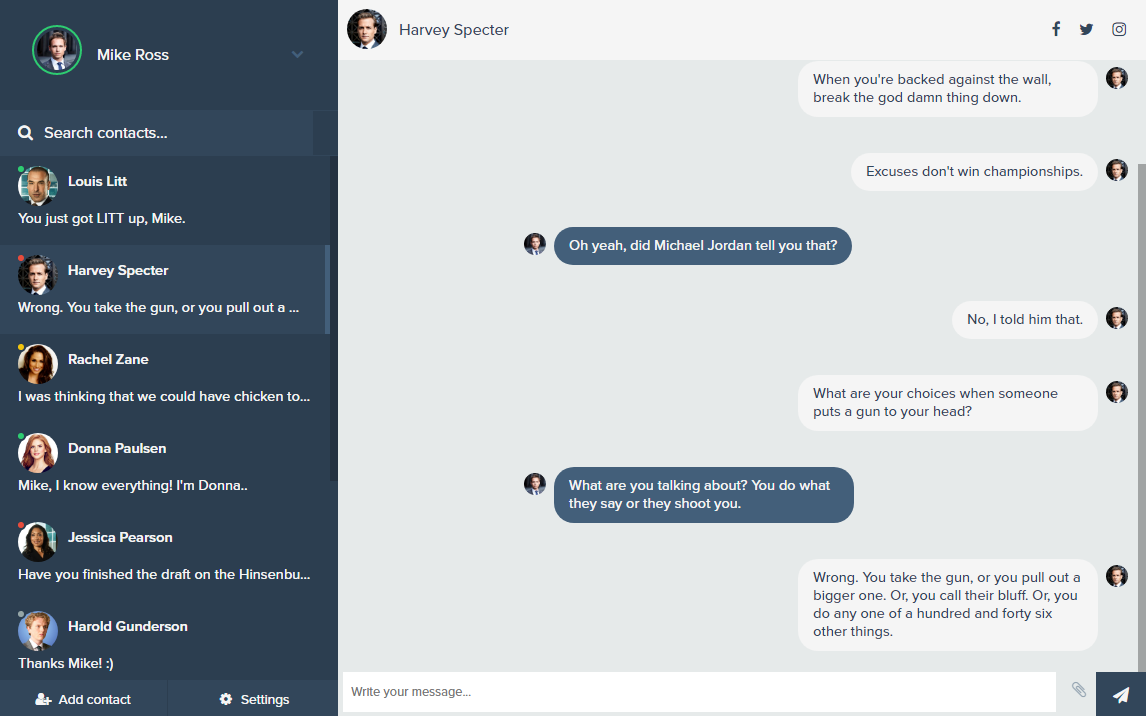 Mike Ross
Search contacts...
Louis Litt
You just got LITT up, Mike.
Harvey Specter
Wrong. You take the gun, or you pull out a ...
Rachel Zane
I was thinking that we could have chicken to...
Donna Paulsen
Mike, I know everything! I'm Donna..
Jessica Pearson
Have you finished the draft on the Hinsenbu...
Harold Gunderson
Thanks Mike! :)
Add contact
Settings
Harvey Specter
When you're backed against the wall,
break the god damn thing down.
Excuses don't win championships.
Oh yeah, did Michael Jordan tell you that?
No, I told him that.
What are your choices when someone
puts a gun to your head?
What are you talking about? You do what
they say or they shoot you.
Wrong. You take the gun, or you pull out a
bigger one. Or, you call their bluff. Or, you
do any one of a hundred and forty six
other things.
Write your message...